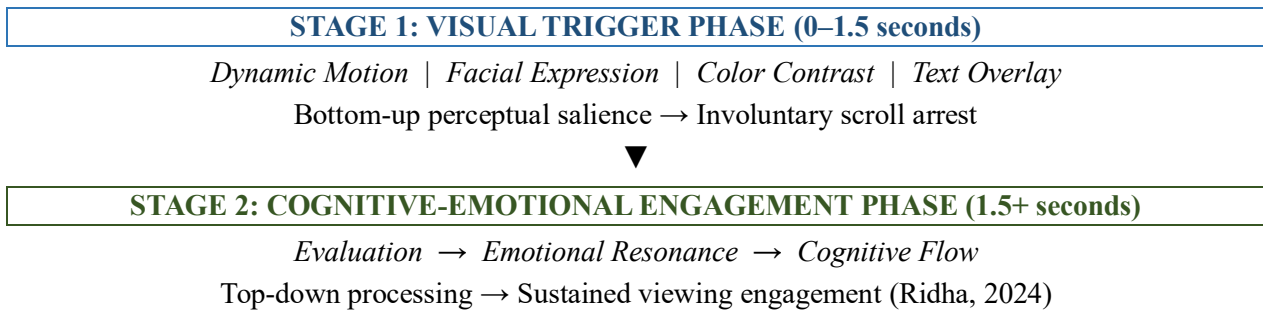 STAGE 1: VISUAL TRIGGER PHASE (0–1.5 seconds)
Dynamic Motion | Facial Expression | Color Contrast | Text Overlay
Bottom-up perceptual salience → Involuntary scroll arrest
▼
STAGE 2: COGNITIVE-EMOTIONAL ENGAGEMENT PHASE (1.5+ seconds)
Evaluation → Emotional Resonance → Cognitive Flow
Top-down processing → Sustained viewing engagement (Ridha, 2024)